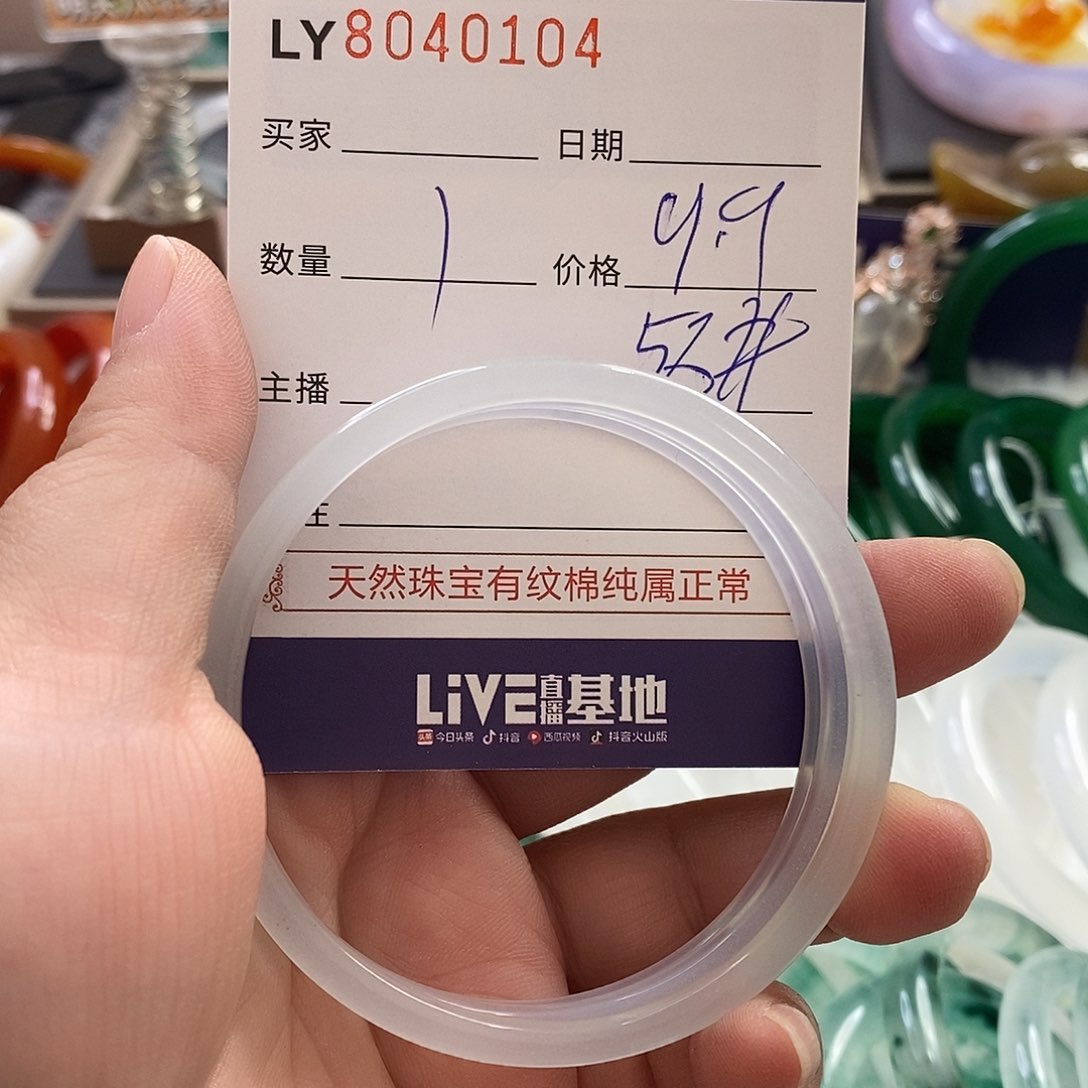 LY8040104
买家 日期
数量 1 价格 9.9
主播
天然珠宝有纹棉纯属正常
LiVE直播基地
今日头条 抖音 西瓜视频 抖音火山版